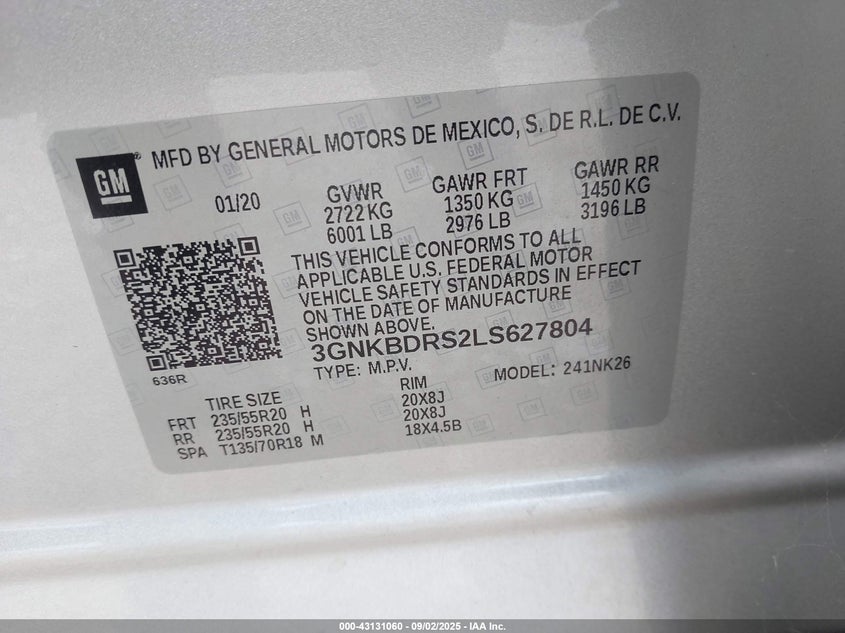 GM ® MFD BY GENERAL MOTORS DE MEXICO, S. DE R.L. DE C.V.
01/20 GVWR GAWR FRT GAWR RR
2722 KG 1350 KG 1450 KG
6001 LB 2976 LB 3196 LB
THIS VEHICLE CONFORMS TO ALL
APPLICABLE U.S. FEDERAL MOTOR
VEHICLE SAFETY STANDARDS IN EFFECT
ON THE DATE OF MANUFACTURE
SHOWN ABOVE.
3GNKBDRS2LS627804
636R TYPE: M.P.V. MODEL: 241NK26
TIRE SIZE RIM
FRT 235/55R20 H 20X8J
RR 235/55R20 H 20X8J
SPA T135/70R18 M 18X4.5B
000-43131060 - 09/02/2025 - IAA Inc.